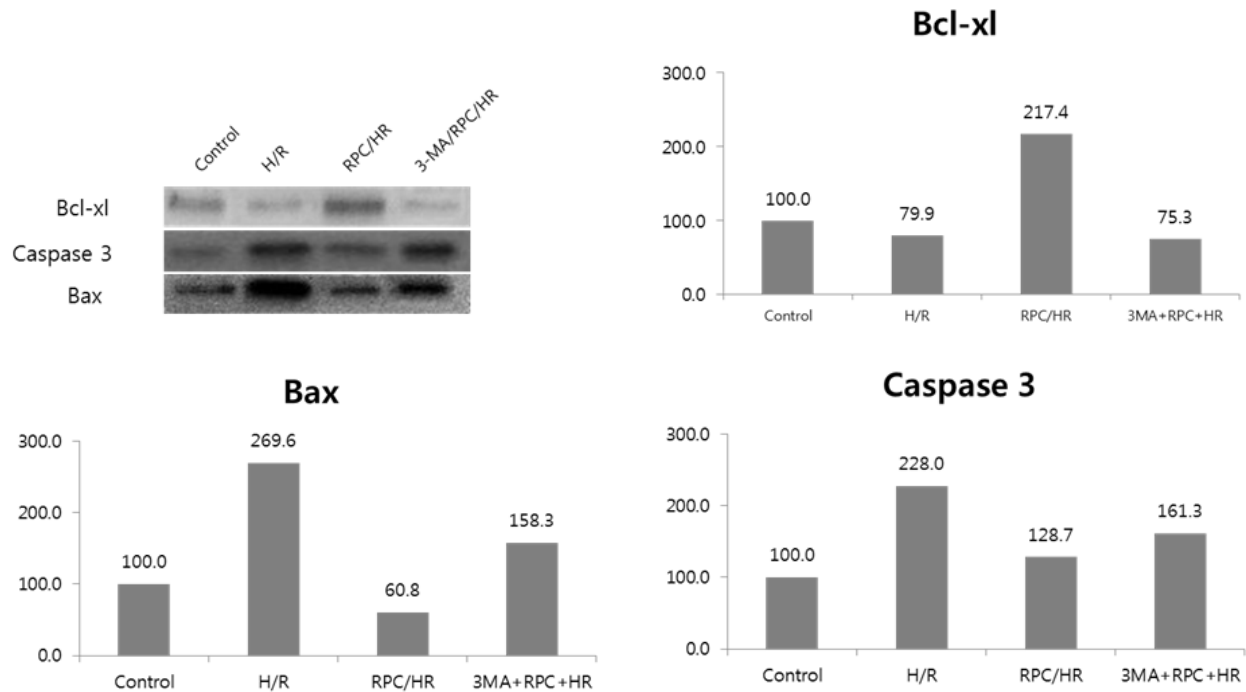 Control H/R RPC/HR 3-MA/RPC/HR
Bcl-xl
Caspase 3
Bax
Bcl-xl
300.0
200.0
100.0
0.0
100.0 79.9 217.4 75.3
Control H/R RPC/HR 3MA+RPC+HR
Bax
300.0
200.0
100.0
0.0
100.0 269.6 60.8 158.3
Control H/R RPC/HR 3MA+RPC+HR
Caspase 3
300.0
200.0
100.0
0.0
100.0 228.0 128.7 161.3
Control H/R RPC/HR 3MA+RPC+HR